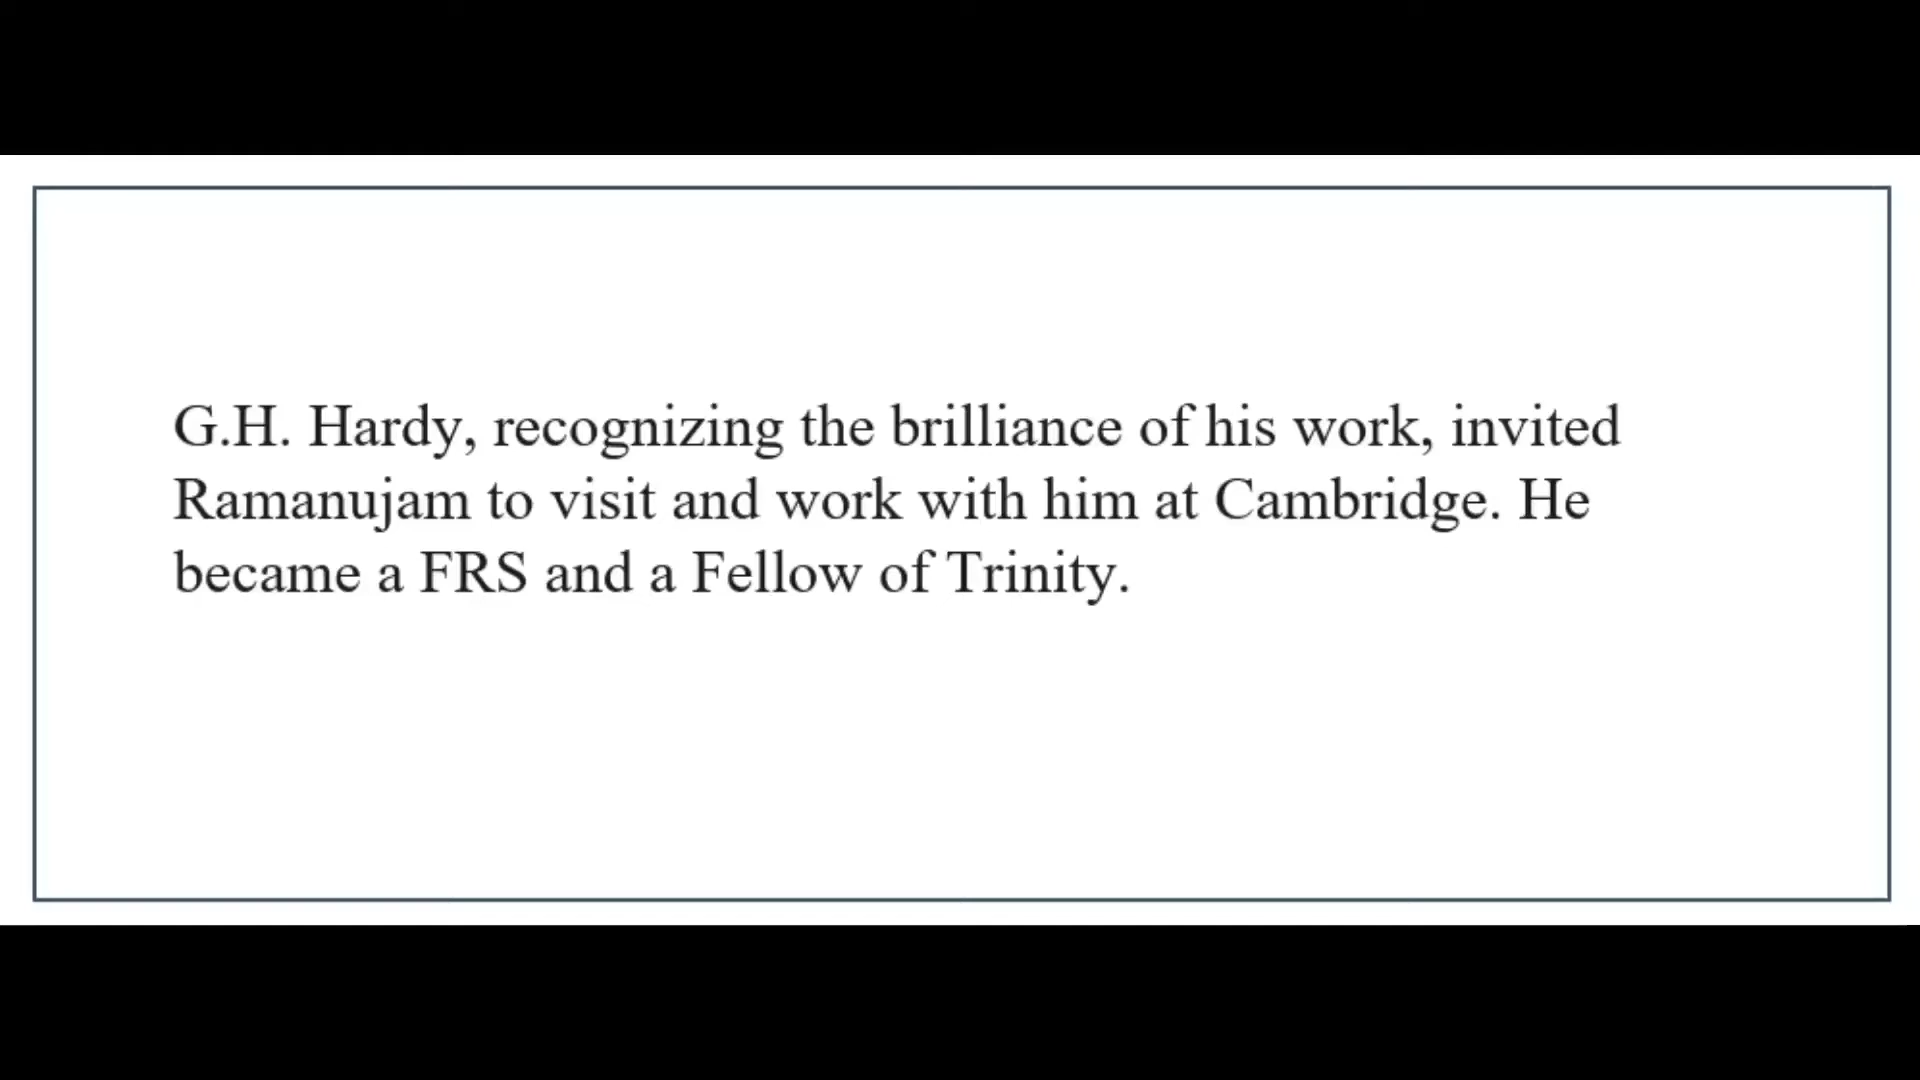 G.H. Hardy, recognizing the brilliance of his work, invited
Ramanujam to visit and work with him at Cambridge. He
became a FRS and a Fellow of Trinity.